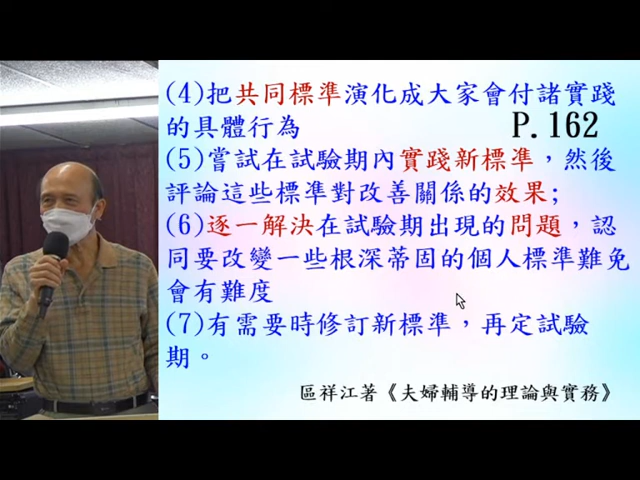 (4)把共同標準演化成大家會付諸實踐
的具體行為 P.162
(5)嘗試在試驗期內實踐新標準，然後
評論這些標準對改善關係的效果;
(6)逐一解決在試驗期出現的問題，認
同要改變一些根深蒂固的個人標準難免
會有難度
(7)有需要時修訂新標準，再定試驗
期。
區祥江著《夫婦輔導的理論與實務》